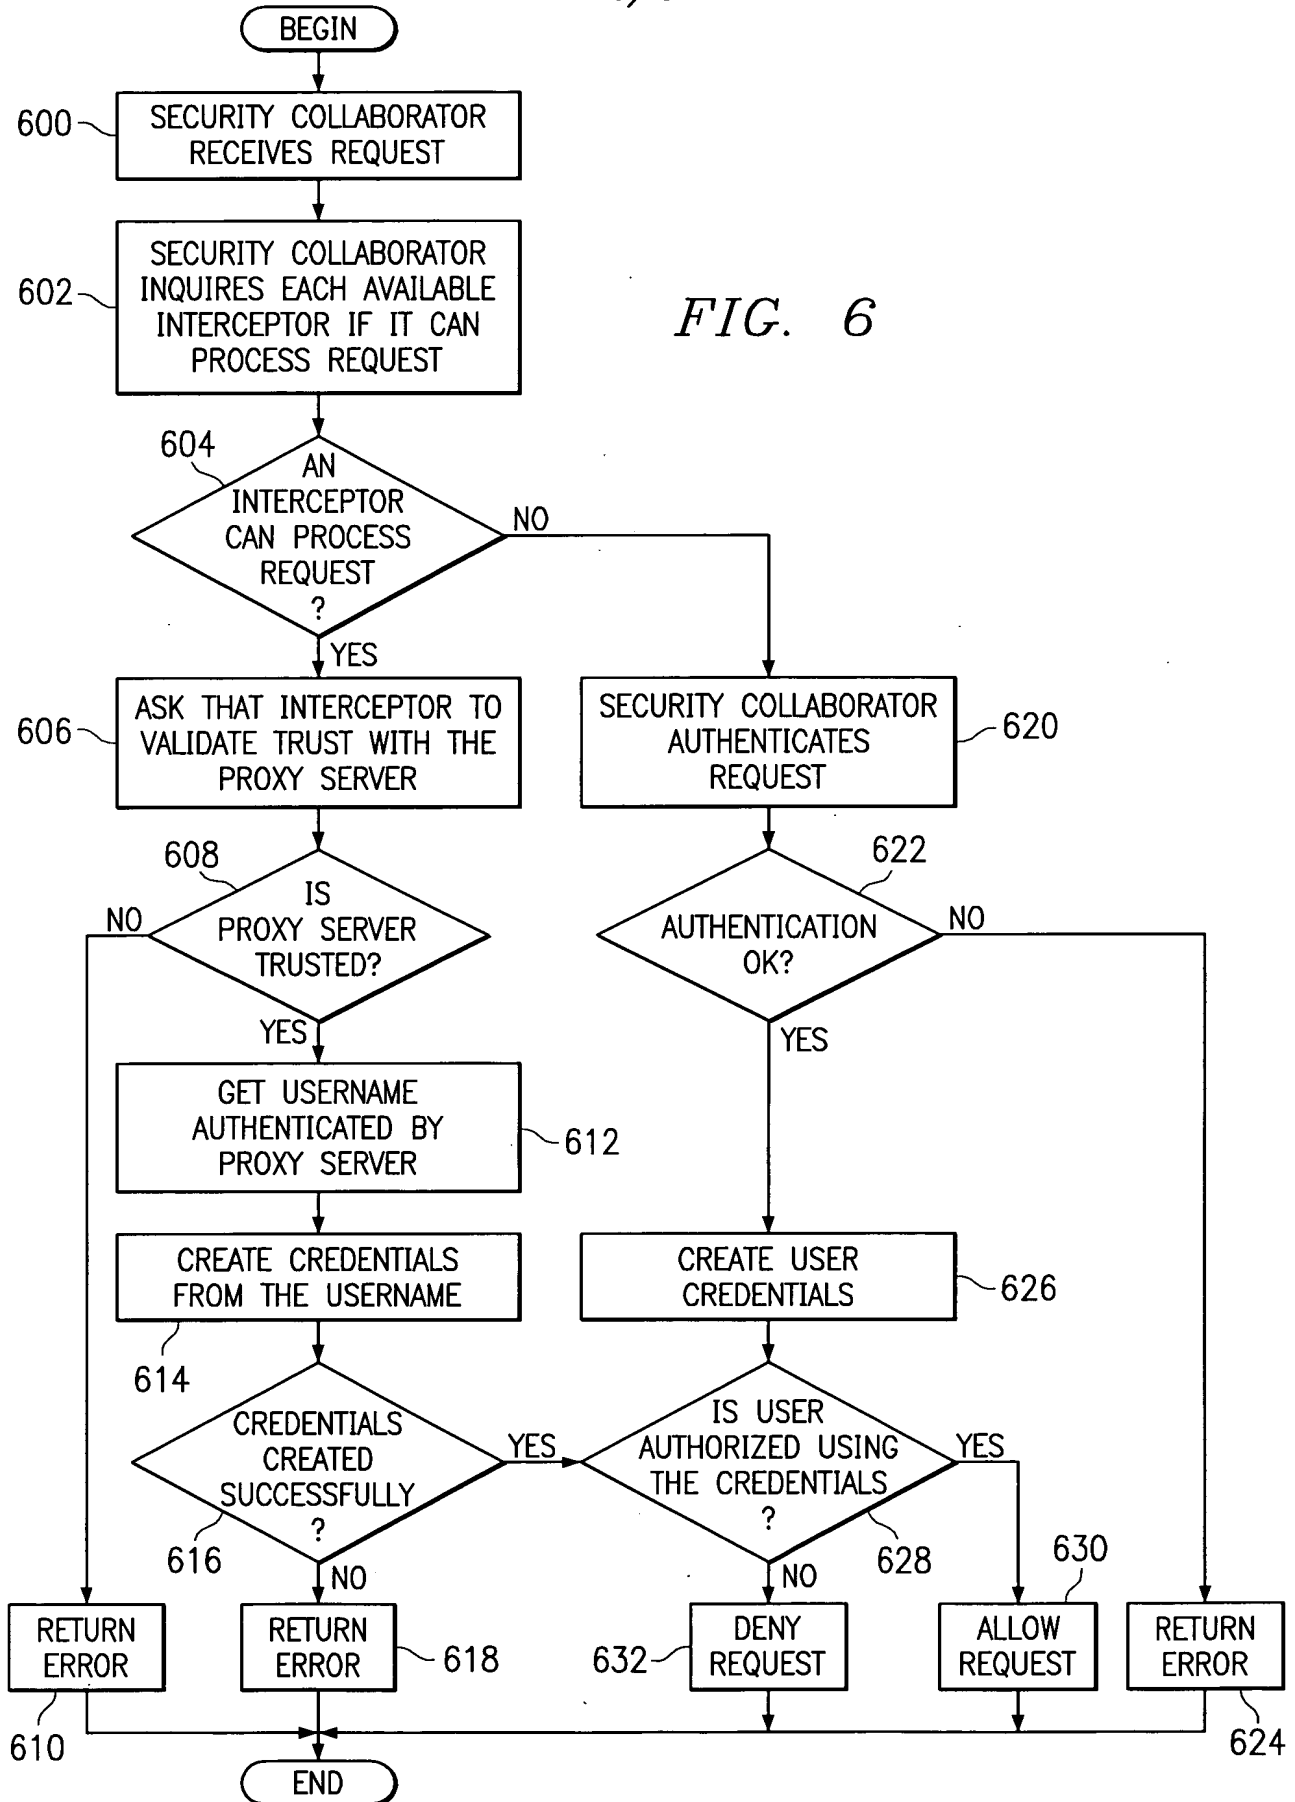 BEGIN
600
SECURITY COLLABORATOR
RECEIVES REQUEST
602
SECURITY COLLABORATOR
INQUIRES EACH AVAILABLE
INTERCEPTOR IF IT CAN
PROCESS REQUEST
FIG. 6
604
AN
INTERCEPTOR
CAN PROCESS
REQUEST
?
NO
YES
606
ASK THAT INTERCEPTOR TO
VALIDATE TRUST WITH THE
PROXY SERVER
SECURITY COLLABORATOR
AUTHENTICATES
REQUEST
620
608
IS
PROXY SERVER
TRUSTED?
NO
YES
622
AUTHENTICATION
OK?
NO
YES
GET USERNAME
AUTHENTICATED BY
PROXY SERVER
612
CREATE CREDENTIALS
FROM THE USERNAME
614
CREATE USER
CREDENTIALS
626
CREDENTIALS
CREATED
SUCCESSFULLY
?
616
YES
NO
IS USER
AUTHORIZED USING
THE CREDENTIALS
?
628
YES
NO
630
RETURN
ERROR
610
RETURN
ERROR
618
632
DENY
REQUEST
ALLOW
REQUEST
RETURN
ERROR
624
END